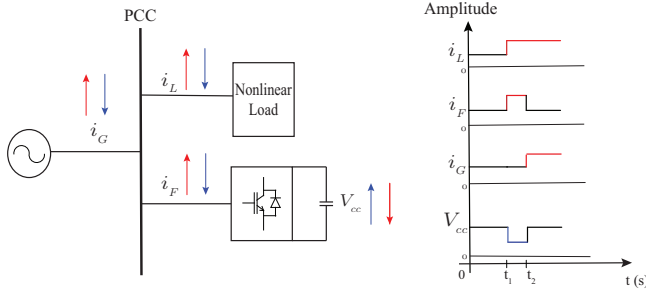 PCC
i_G
i_L
Nonlinear
Load
i_F
V_cc
Amplitude
i_L
o
i_F
o
i_G
o
V_cc
o
0
t_1
t_2
t (s)